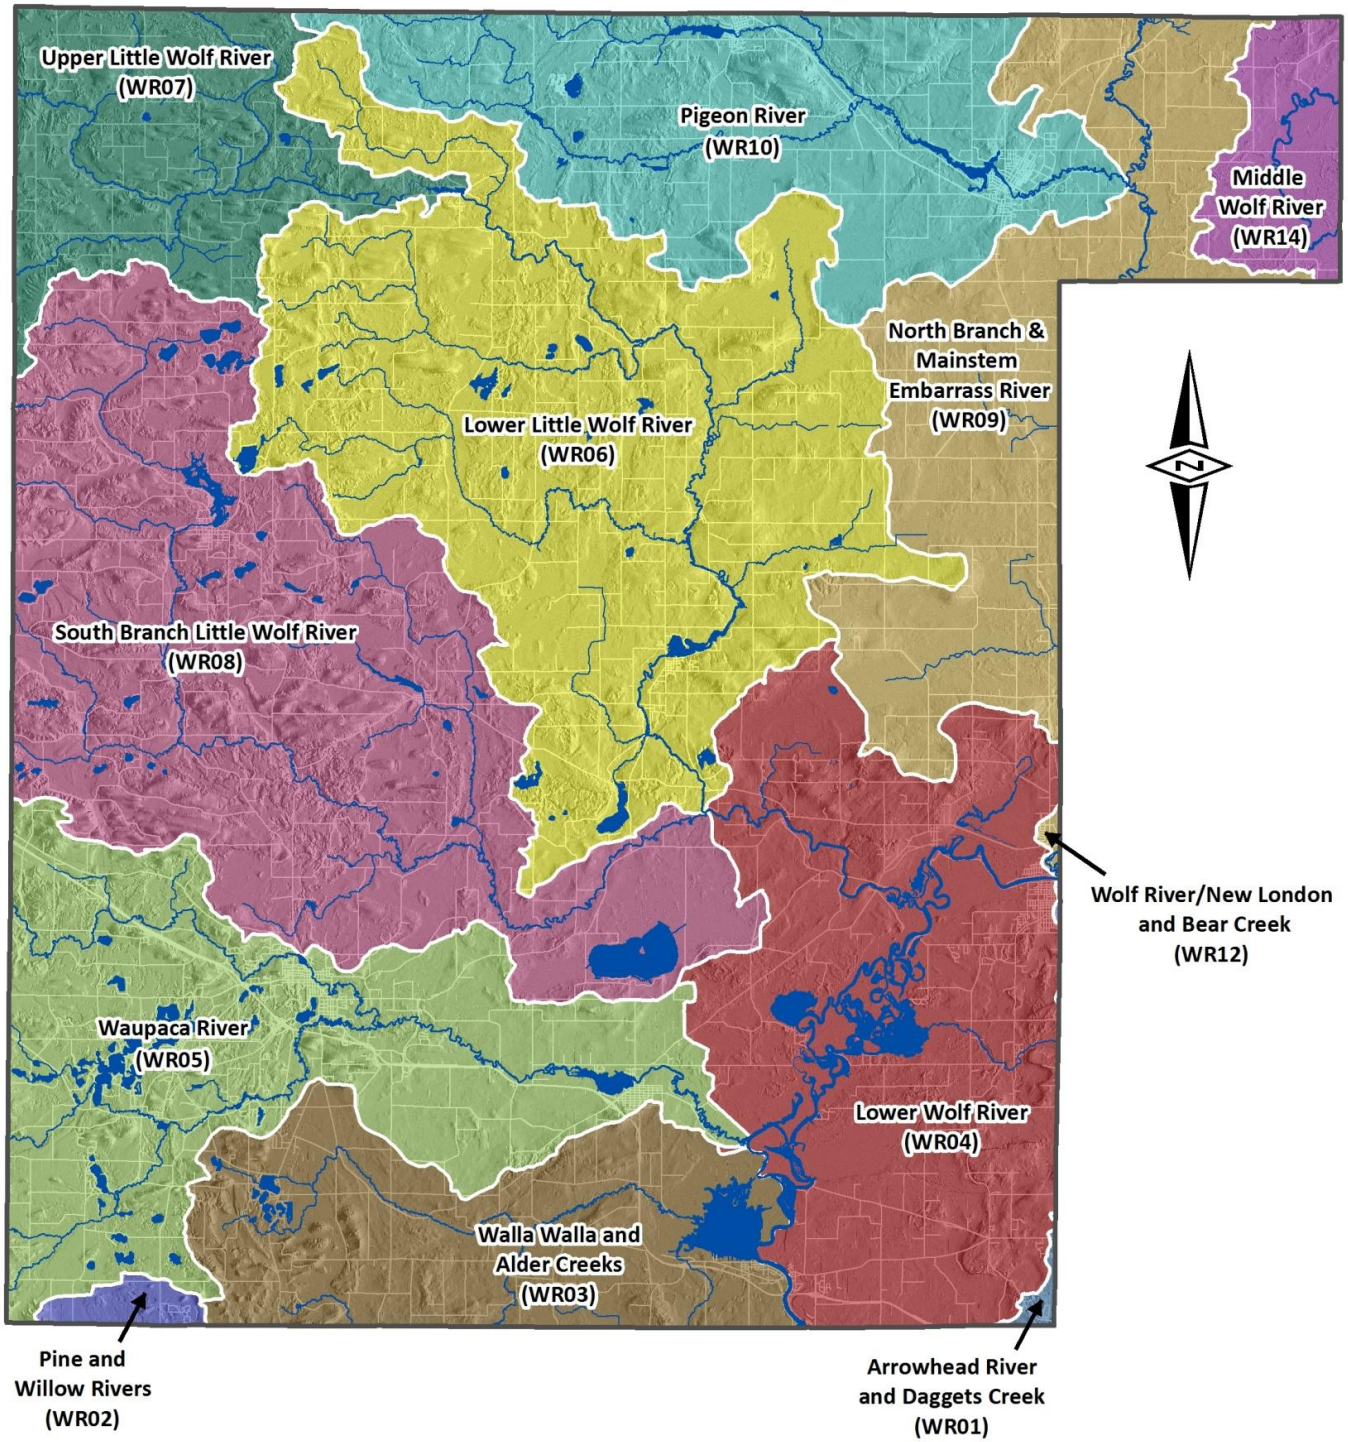 Upper Little Wolf River
(WR07)
Pigeon River
(WR10)
Middle
Wolf River
(WR14)
North Branch &
Mainstem
Embarrass River
(WR09)
Lower Little Wolf River
(WR06)
N
South Branch Little Wolf River
(WR08)
Wolf River/New London
and Bear Creek
(WR12)
Waupaca River
(WR05)
Lower Wolf River
(WR04)
Walla Walla and
Alder Creeks
(WR03)
Pine and
Willow Rivers
(WR02)
Arrowhead River
and Daggets Creek
(WR01)